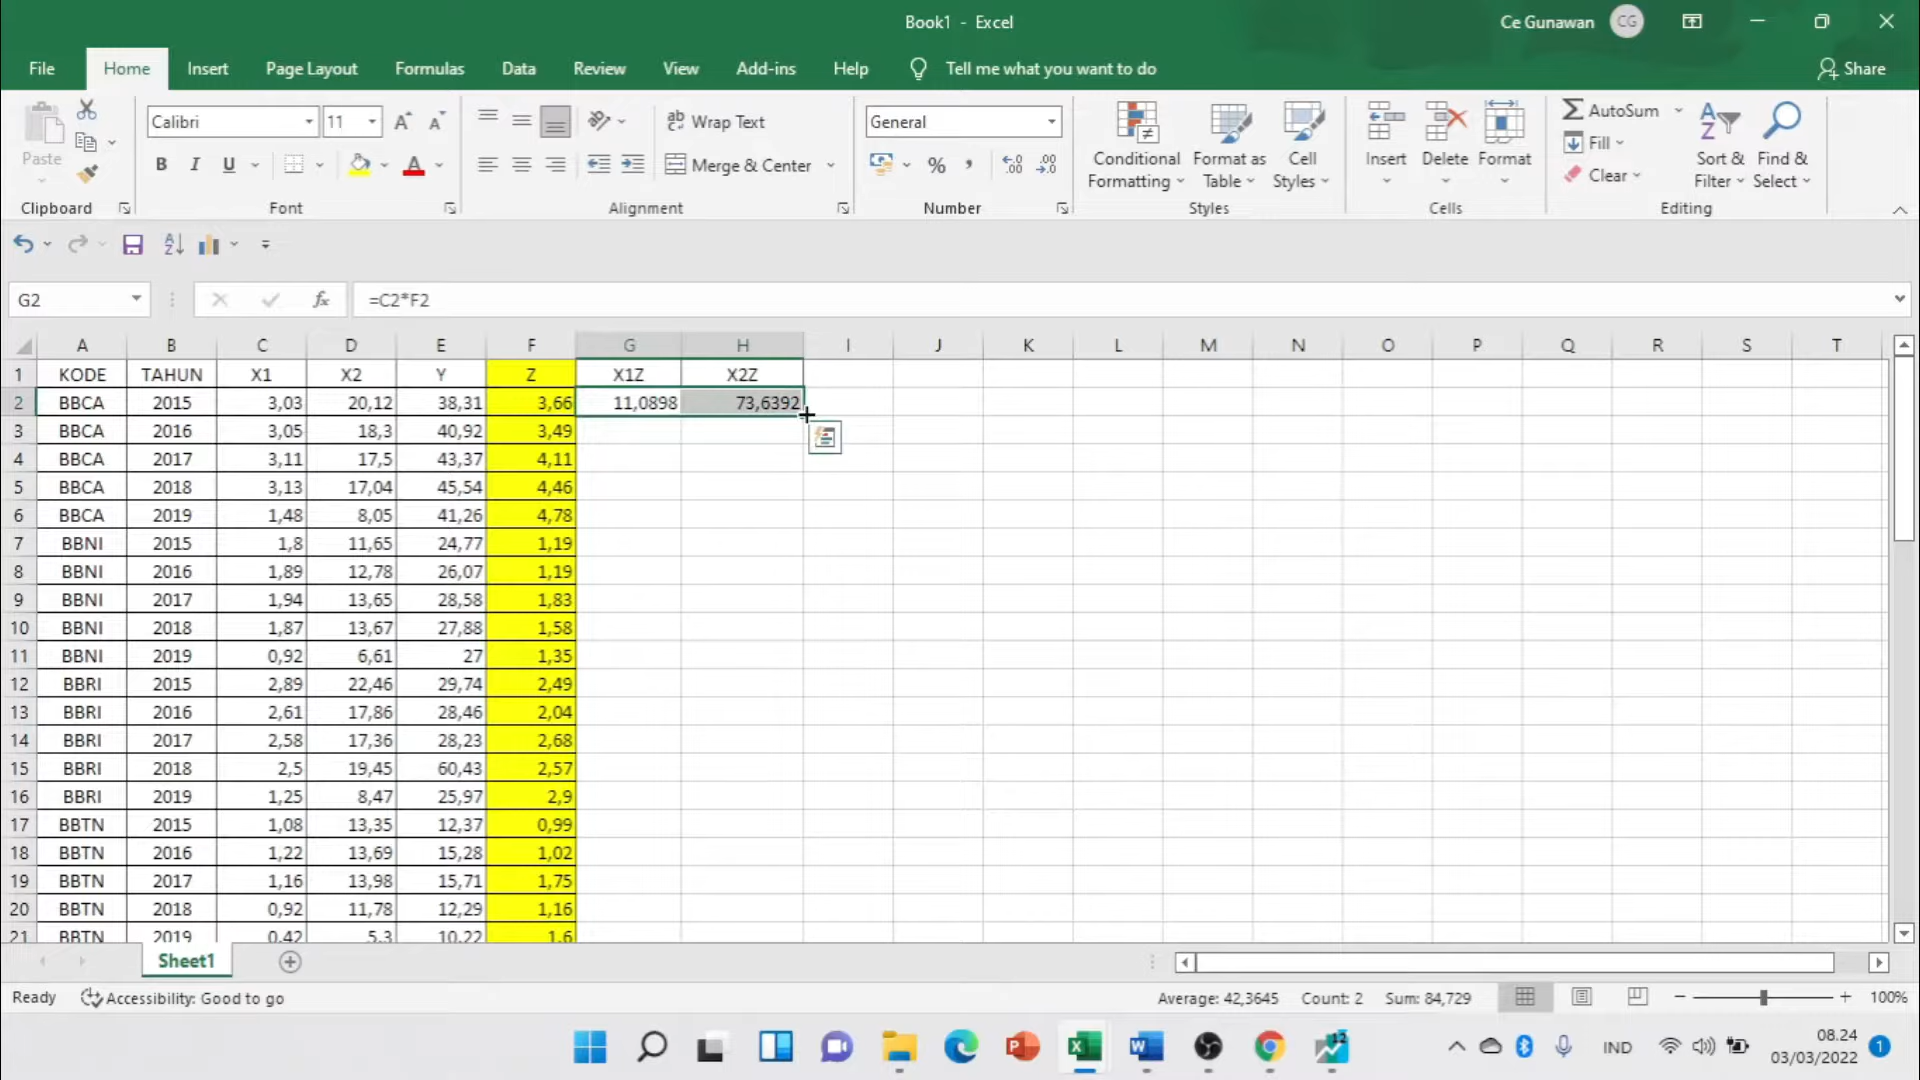 Book1 - Excel
Ce Gunawan CG
File Home Insert Page Layout Formulas Data Review View Add-ins Help Tell me what you want to do Share
Paste
Calibri 11
B I U
Wrap Text
Merge & Center
General
Conditional Formatting
Format as Table
Cell Styles
Insert Delete Format
AutoSum
Fill
Clear
Sort & Filter
Find & Select
Clipboard Font Alignment Number Styles Cells Editing
G2 fx =C2*F2
A B C D E F G H I J K L M N O P Q R S T
1 KODE TAHUN X1 X2 Y Z X1Z X2Z
2 BBCA 2015 3,03 20,12 38,31 3,66 11,0898 73,6392
3 BBCA 2016 3,05 18,3 40,92 3,49
4 BBCA 2017 3,11 17,5 43,37 4,11
5 BBCA 2018 3,13 17,04 45,54 4,46
6 BBCA 2019 1,48 8,05 41,26 4,78
7 BBNI 2015 1,8 11,65 24,77 1,19
8 BBNI 2016 1,89 12,78 26,07 1,19
9 BBNI 2017 1,94 13,65 28,58 1,83
10 BBNI 2018 1,87 13,67 27,88 1,58
11 BBNI 2019 0,92 6,61 27 1,35
12 BBRI 2015 2,89 22,46 29,74 2,49
13 BBRI 2016 2,61 17,86 28,46 2,04
14 BBRI 2017 2,58 17,36 28,23 2,68
15 BBRI 2018 2,5 19,45 60,43 2,57
16 BBRI 2019 1,25 8,47 25,97 2,9
17 BBTN 2015 1,08 13,35 12,37 0,99
18 BBTN 2016 1,22 13,69 15,28 1,02
19 BBTN 2017 1,16 13,98 15,71 1,75
20 BBTN 2018 0,92 11,78 12,29 1,16
21 BBTN 2019 0,42 5,3 10,22 1,6
Sheet1
Ready Accessibility: Good to go Average: 42,3645 Count: 2 Sum: 84,729 100%
IND 08.24
03/03/2022 1